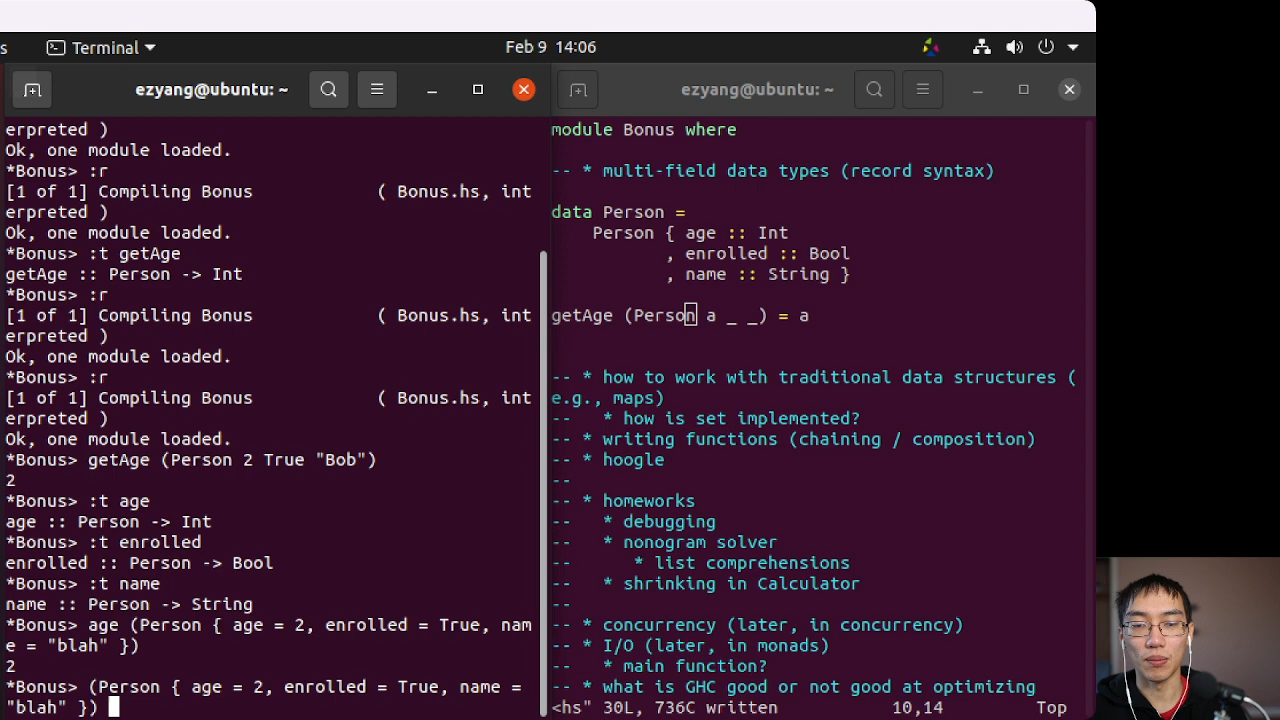 s Terminal Feb 9 14:06
ezyang@ubuntu: ~
erpreted )
Ok, one module loaded.
*Bonus> :r
[1 of 1] Compiling Bonus ( Bonus.hs, int
erpreted )
Ok, one module loaded.
*Bonus> :t getAge
getAge :: Person -> Int
*Bonus> :r
[1 of 1] Compiling Bonus ( Bonus.hs, int
erpreted )
Ok, one module loaded.
*Bonus> :r
[1 of 1] Compiling Bonus ( Bonus.hs, int
erpreted )
Ok, one module loaded.
*Bonus> getAge (Person 2 True "Bob")
2
*Bonus> :t age
age :: Person -> Int
*Bonus> :t enrolled
enrolled :: Person -> Bool
*Bonus> :t name
name :: Person -> String
*Bonus> age (Person { age = 2, enrolled = True, nam
e = "blah" })
2
*Bonus> (Person { age = 2, enrolled = True, name =
"blah" })
ezyang@ubuntu: ~
module Bonus where
-- * multi-field data types (record syntax)
data Person =
Person { age :: Int
, enrolled :: Bool
, name :: String }
getAge (Person a _ _) = a
-- * how to work with traditional data structures (
e.g., maps)
-- * how is set implemented?
-- * writing functions (chaining / composition)
-- * hoogle
--
-- * homeworks
-- * debugging
-- * nonogram solver
-- * list comprehensions
-- * shrinking in Calculator
--
-- * concurrency (later, in concurrency)
-- * I/O (later, in monads)
-- * main function?
-- * what is GHC good or not good at optimizing
<hs" 30L, 736C written 10,14 Top